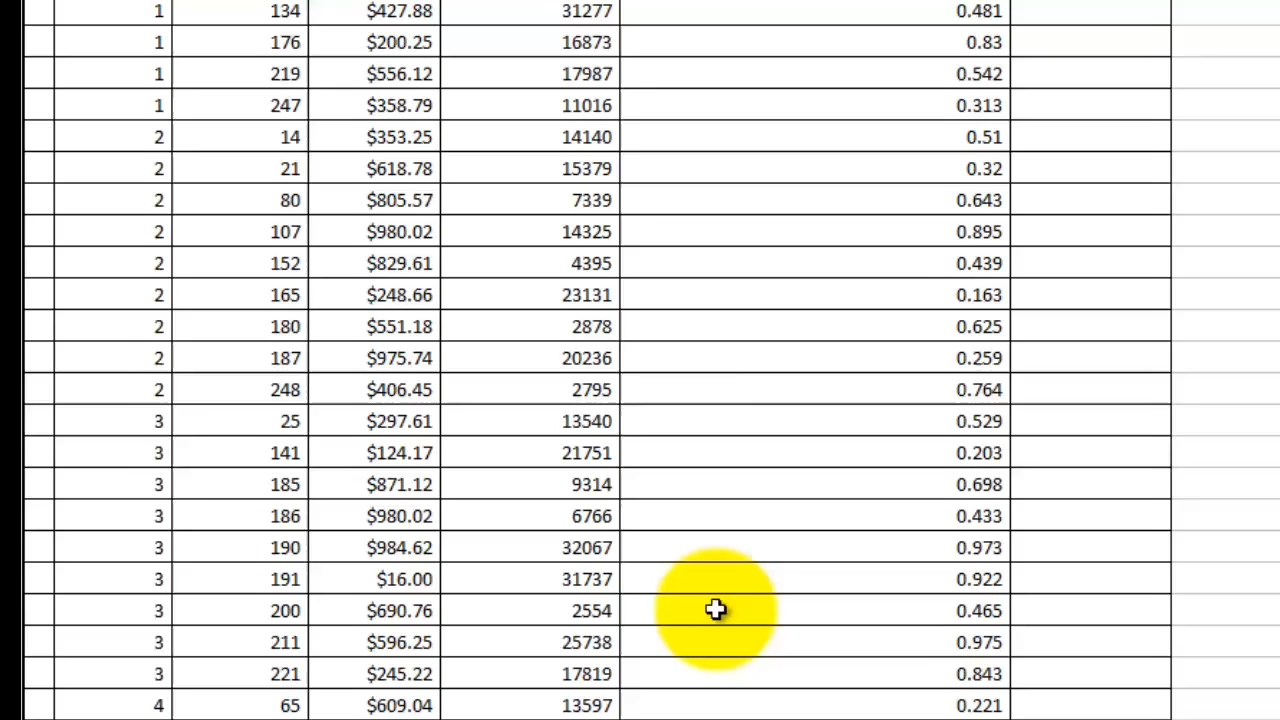 1 134 $427.88 31277 0.481
1 176 $200.25 16873 0.83
1 219 $556.12 17987 0.542
1 247 $358.79 11016 0.313
2 14 $353.25 14140 0.51
2 21 $618.78 15379 0.32
2 80 $805.57 7339 0.643
2 107 $980.02 14325 0.895
2 152 $829.61 4395 0.439
2 165 $248.66 23131 0.163
2 180 $551.18 2878 0.625
2 187 $975.74 20236 0.259
2 248 $406.45 2795 0.764
3 25 $297.61 13540 0.529
3 141 $124.17 21751 0.203
3 185 $871.12 9314 0.698
3 186 $980.02 6766 0.433
3 190 $984.62 32067 0.973
3 191 $16.00 31737 0.922
3 200 $690.76 2554 0.465
3 211 $596.25 25738 0.975
3 221 $245.22 17819 0.843
4 65 $609.04 13597 0.221